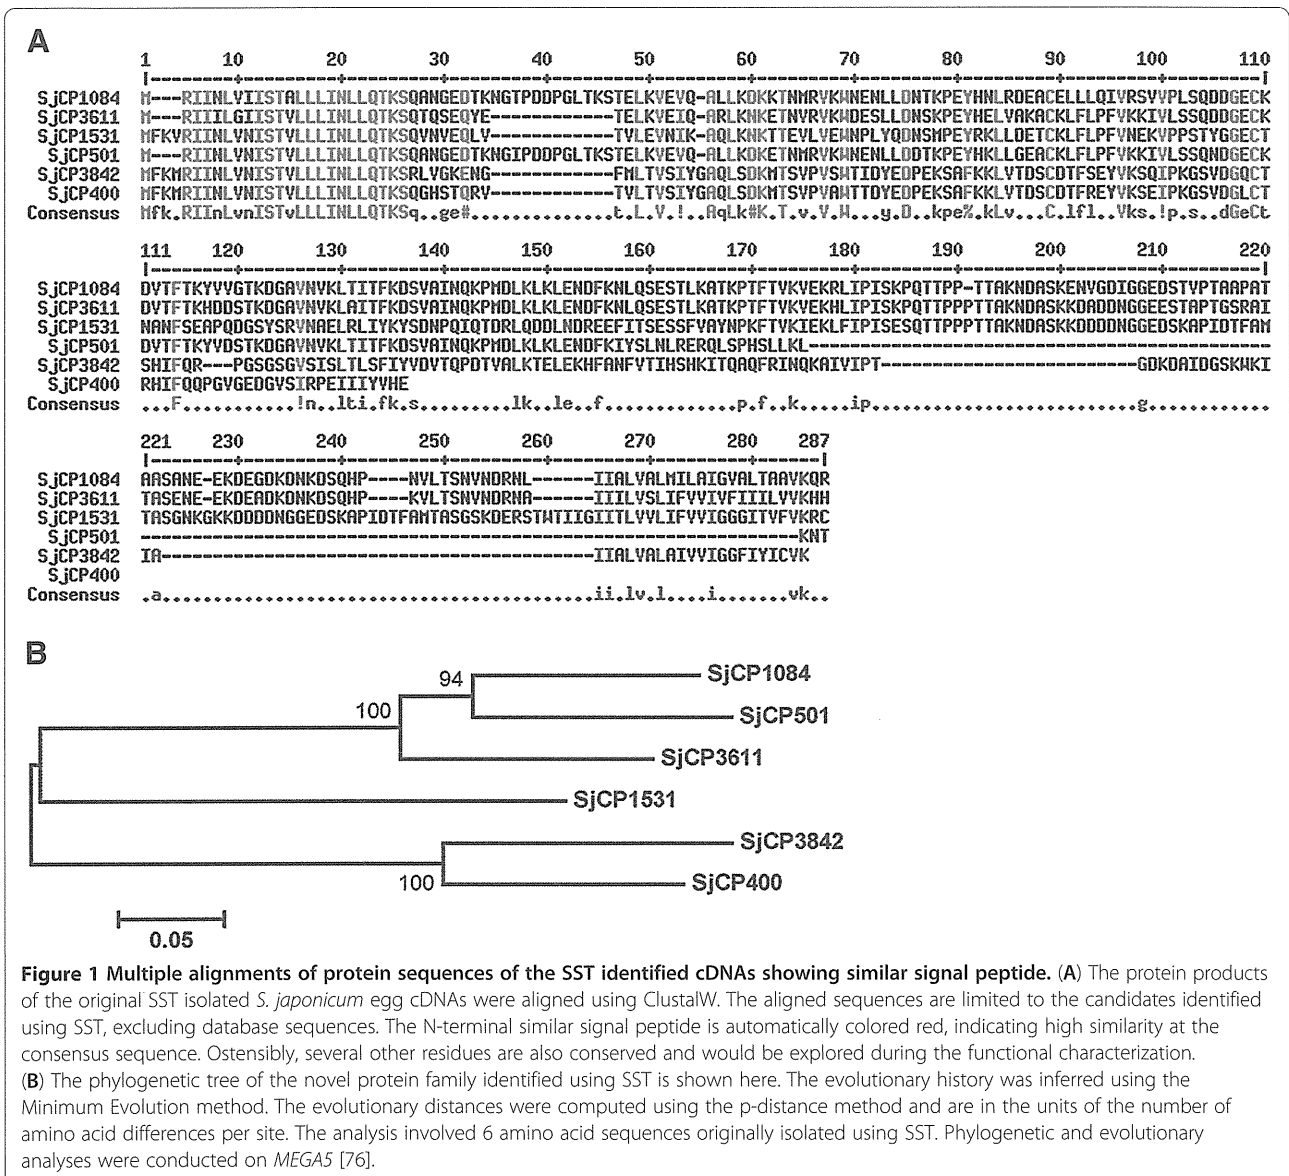 A
1 10 20 30 40 50 60 70 80 90 100 110
|---------+---------+---------+---------+---------+---------+---------+---------+---------+---------+---------|
SjCP1084 M---RIINLVIISTALLLINLLQTKSQANGEDTKNGTPDDPGLTKSTELKVEVQ-ALLKDKKTNMRVKWNENLLDNTKPEYHNLRDEACELLLQIVRSVVPLSQDDGECK
SjCP3611 M---RIIILGIISTVLLLINLLQTKSQTQSEQYE------------TELKVEIQ-ARLKNKETNVRVKWDESLLDNSKPEYHELVAKACKLFLPFVKKIVLSSQDDGECK
SjCP1531 MFKVRIINLVNISTVLLLINLLQTKSQVNVEQLV------------TVLEVNIK-AQLKNKTTEVLVEWNPLYQDNSMPEYRKLLDETCKLFLPFVNEKVPPSTYGGECT
SjCP501 M---RIINLVNISTVLLLINLLQTKSQANGEDTKNGIPDDPGLTKSTELKVEVQ-ALLKDKETNMRVKWNENLLDDTKPEYHKLLGEACKLFLPFVKKIVLSSQNDGECK
SjCP3842 MFKMRIINLVNISTVLLLINLLQTKSRLVGKENG------------FMLTVSIYGAQLSDKMTSVPVSWTIDYEDPEKSAFKKLVTDSCDTFSEYVKSQIPKGSVDGQCT
SjCP400 MFKMRIINLVNISTVLLLINLLQTKSQGHSTQRV------------TVLTVSIYGAQLSDKMTSVPVAWTTDYEDPEKSAFKKLVTDSCDTFREYVKSEIPKGSVDGLCT
Consensus Mfk.RIInLvnISTvLLLINLLQTKSq..ge#..............t.L.V.!..AqLk#K.T.v.V.W...y.D..kpe%.kLv...C.lfl..Vks.!p.s..dGeCt
111 120 130 140 150 160 170 180 190 200 210 220
|--------+---------+---------+---------+---------+---------+---------+---------+---------+---------+---------|
SjCP1084 DVTFTKYVVGTKDGAVNVKLTITFKDSVAINQKPMDLKLKLENDFKNLQSESTLKATKPTFTVKVEKRLIPISKPQTTPP-TTAKNDASKENVGDIGGEDSTVPTAAPAT
SjCP3611 DVTFTKHDDSTKDGAVNVKLAITFKDSVAINQKPMDLKLKLENDFKNLQSESTLKATKPTFTVKVEKHLIPISKPQTTPPPTTAKNDASKKDADDNGGEESTAPTGSRAI
SjCP1531 NANFSEAPQDGSYSRVNAELRLIYKYSDNPQIQTDRLQDDLNDREEFITSESSFVAYNPKFTVKIEKLFIPISESQTTPPPTTAKNDASKKDDDDNGGEDSKAPIDTFAM
SjCP501 DVTFTKYVDSTKDGAVNVKLTITFKDSVAINQKPMDLKLKLENDFKIYSLNLRERQLSPHSLLKL---------------------------------------------
SjCP3842 SHIFQR---PGSGSGVSISLTLSFIYVDVTQPDTVALKTELEKHFANFVTIHSHKITQAQFRINQKAIVIPT-------------------------GDKDAIDGSKWKI
SjCP400 RHIFQQPGVGEDGVSIRPEIIIYVHE
Consensus ...F...........!n..lti.fk.s.........lk..le..f.............p.f..k.....ip..........................g............
221 230 240 250 260 270 280 287
|--------+---------+---------+---------+---------+---------+------|
SjCP1084 AASANE-EKDEGDKDNKDSQHP----NVLTSNVNDRNL------IIALVALMILAIGVALTAAVKQR
SjCP3611 TASENE-EKDEADKDNKDSQHP----KVLTSNVNDRNA------IIILVSLIFVVIVFIIILVVKHH
SjCP1531 TASGNKGKKDDDDNGGEDSKAPIDTFAMTASGSKDERSTWTIIGIITLVVLIFVVIGGGITVFVKRC
SjCP501 ----------------------------------------------------------------KNT
SjCP3842 IA------------------------------------------IIALVALAIVVIGGFIYICVK
SjCP400
Consensus .a..........................................ii.lv.l....i.......vk..
B
94
SjCP1084
100
SjCP501
SjCP3611
SjCP1531
SjCP3842
100
SjCP400
0.05
Figure 1 Multiple alignments of protein sequences of the SST identified cDNAs showing similar signal peptide. (A) The protein products
of the original SST isolated S. japonicum egg cDNAs were aligned using ClustalW. The aligned sequences are limited to the candidates identified
using SST, excluding database sequences. The N-terminal similar signal peptide is automatically colored red, indicating high similarity at the
consensus sequence. Ostensibly, several other residues are also conserved and would be explored during the functional characterization.
(B) The phylogenetic tree of the novel protein family identified using SST is shown here. The evolutionary history was inferred using the
Minimum Evolution method. The evolutionary distances were computed using the p-distance method and are in the units of the number of
amino acid differences per site. The analysis involved 6 amino acid sequences originally isolated using SST. Phylogenetic and evolutionary
analyses were conducted on MEGA5 [76].